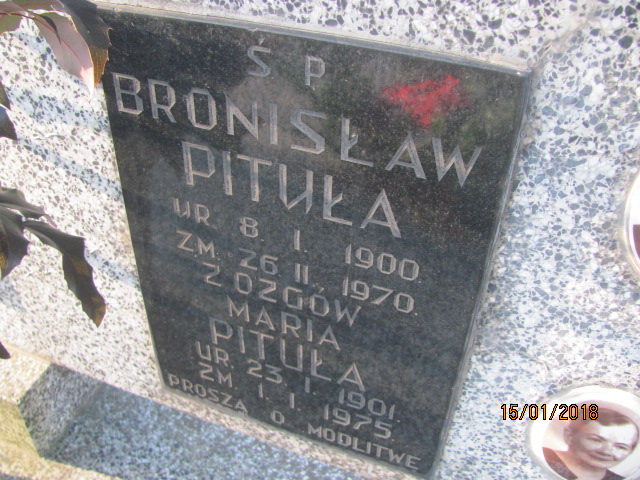 Ś P
BRONISŁAW
PITUŁA
UR. 8. I. 1900.
ZM. 26 II, 1970.
Z DZGÓW
MARIA
PITUŁA
UR. 23. I. 1901
ZM. 1. I. 1975.
PROSZĄ O MODLITWE
15/01/2018